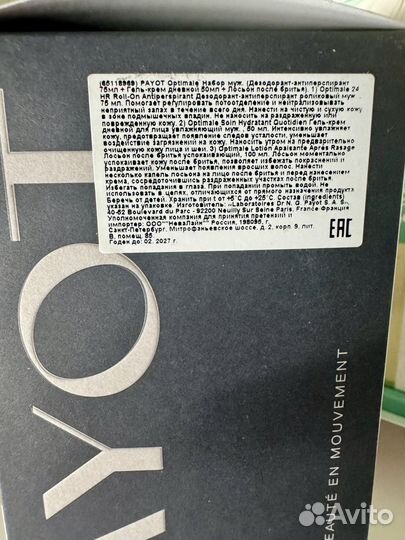 (65118969) PAYOT Optimale Набор муж. (Дезодорант-антиперспирант
75мл + Гель-крем дневной 50мл + Лосьон после бритья). 1) Optimale 24
HR Roll-On Antiperspirant Дезодорант-антиперспирант роликовый муж.,
75 мл. Помогает регулировать потоотделение и нейтрализовывать
неприятный запах в течение всего дня. Нанести на чистую и сухую кожу
в зоне подмышечных впадин. Не наносить на раздражённую или
поврежденную кожу. 2) Optimale Soin Hydratant Quotidien Гель-крем
дневной для лица увлажняющий муж., 50 мл. Интенсивно увлажняет
кожу, предотвращает появление следов усталости, уменьшает
воздействие загрязнений на кожу. Наносить утром на предварительно
очищенную кожу лица и шеи. 3) Optimale Lotion Apaisante Après Rasage
Лосьон после бритья успокаивающий, 100 мл. Лосьон моментально
успокаивает кожу после бритья, позволяет избежать покраснений и
раздражений. Уменьшает появления вросших волос. Нанести
несколько капель лосьона на лицо после бритья и перед нанесением
крема, сосредоточившись раздраженных участках после бритья.
Избегать попадания в глаза. При попадании промыть водой. Не
использовать в целях, отличающихся от прямого назначения продукта.
Беречь от детей. Хранить при t от +5°C до +25°C. Состав (ingredients):
указан на упаковке. Изготовитель: «Laboratoires Dr N. G. Payot S. A. S»,
40-52 Boulevard du Parc - 92200 Neuilly Sur Seine Paris, France Франция
Уполномоченная компания для принятия претензий и
импортер: ООО "НеваЛайн" Россия, 196095, г.
Санкт-Петербург, Митрофаньевское шоссе, д. 2, корп. 9, лит.
В, помещ. 85
Годен до: 02. 2027 г.
EAC
AYOT
BEAUTÉ EN MOUVEMENT
Avito